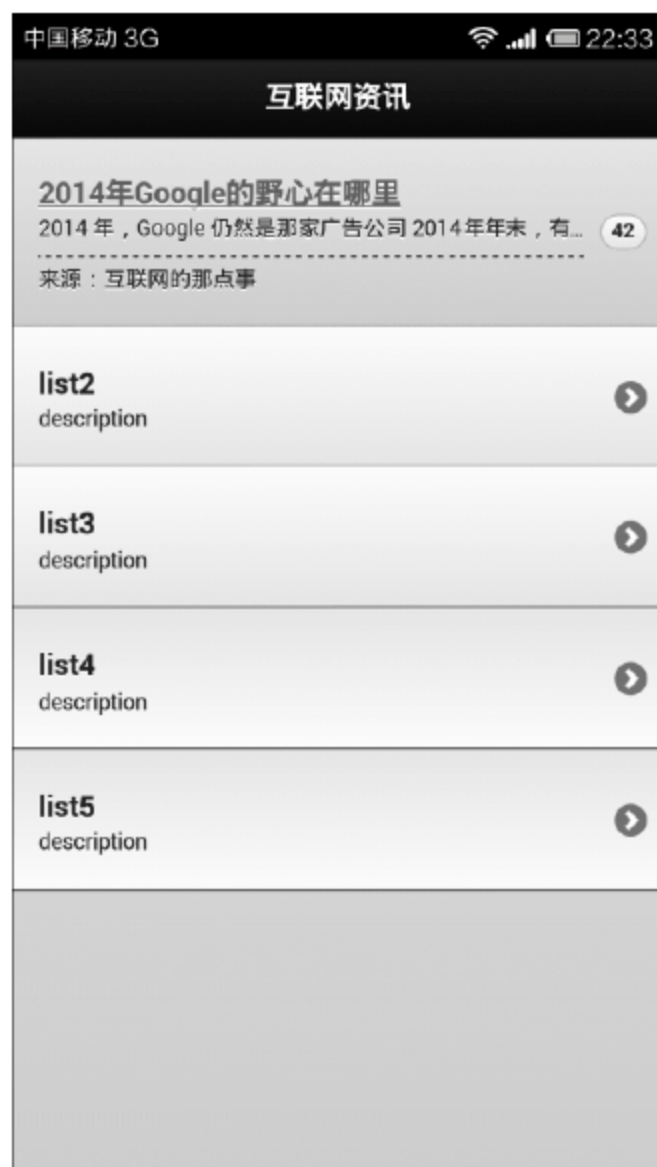 中国移动 3G 22:33
互联网资讯
2014年Google的野心在哪里
2014 年，Google 仍然是那家广告公司 2014年年末，有... 42
来源：互联网的那点事
list2
description
list3
description
list4
description
list5
description